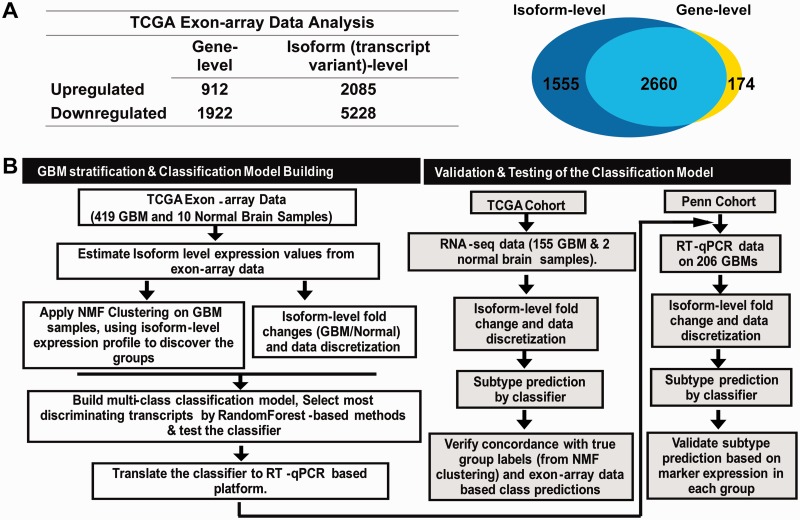 A
TCGA Exon-array Data Analysis
Gene-level
Isoform (transcript variant)-level
Upregulated 912 2085
Downregulated 1922 5228
Isoform-level
Gene-level
1555 2660 174
B
GBM stratification & Classification Model Building
TCGA Exon -array Data
(419 GBM and 10 Normal Brain Samples)
Estimate Isoform level expression values from
exon-array data
Apply NMF Clustering on GBM
samples, using isoform-level
expression profile to discover the
groups
Isoform-level fold
changes (GBM/Normal)
and data discretization
Build multi-class classification model, Select most
discriminating transcripts by RandomForest -based methods
& test the classifier
Translate the classifier to RT -qPCR based
platform.
Validation & Testing of the Classification Model
TCGA Cohort
RNA-seq data (155 GBM & 2
normal brain samples).
Isoform-level fold
change and data
discretization
Subtype prediction
by classifier
Verify concordance with true
group labels (from NMF
clustering) and exon-array data
based class predictions
Penn Cohort
RT-qPCR data
on 206 GBMs
Isoform-level fold
change and data
discretization
Subtype prediction
by classifier
Validate subtype
prediction based on
marker expression in
each group